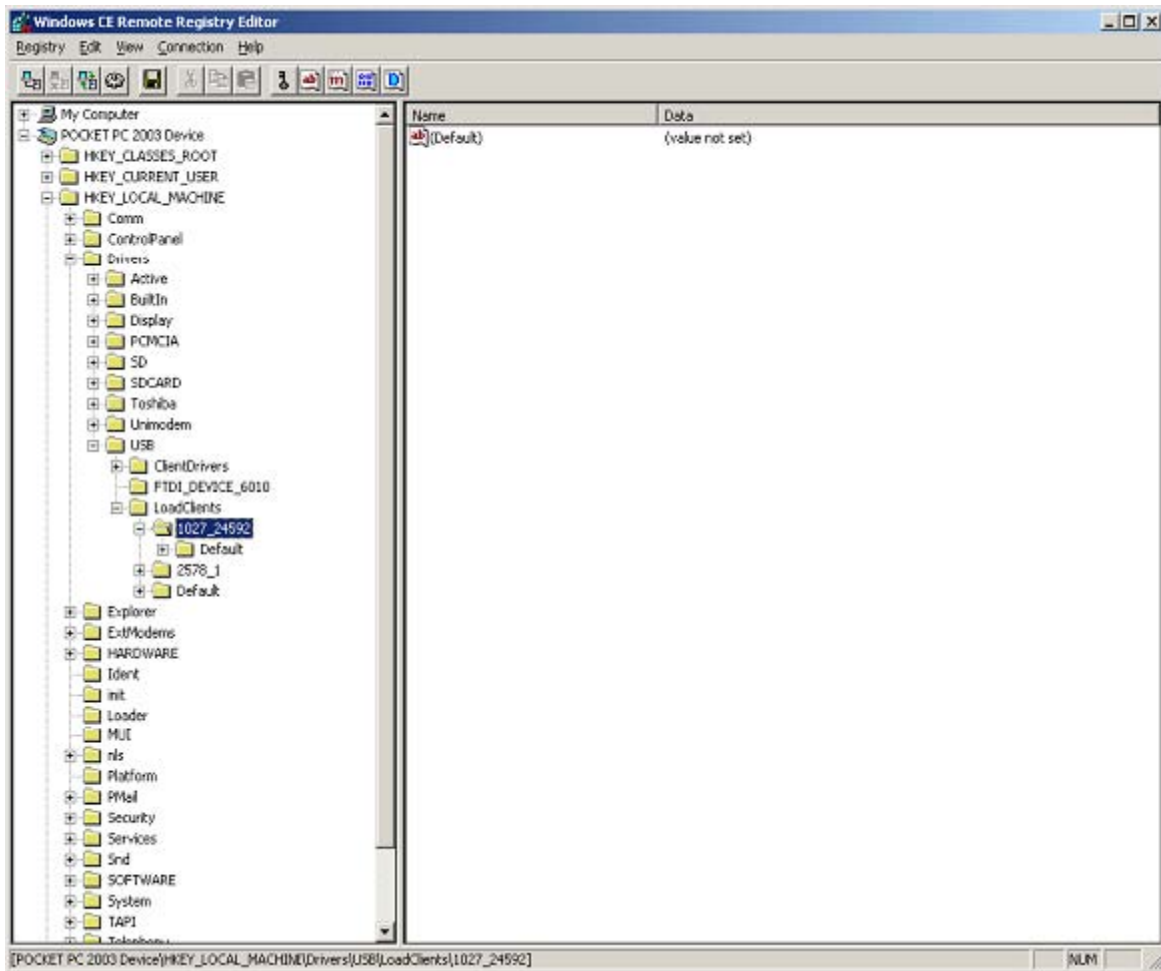 Windows CE Remote Registry Editor
Registry Edit View Connection Help
Name Data
(Default) (value not set)
My Computer
POCKET PC 2003 Device
HKEY_CLASSES_ROOT
HKEY_CURRENT_USER
HKEY_LOCAL_MACHINE
Comm
ControlPanel
Drivers
Active
BuiltIn
Display
PCMCIA
SD
SDCARD
Toshiba
Unimodem
USB
ClientDrivers
FTDI_DEVICE_6010
LoadClients
1027_24592
Default
2578_1
Default
Explorer
ExtModems
HARDWARE
Ident
init
Loader
MUI
nls
Platform
PMail
Security
Services
Snd
SOFTWARE
System
TAPI
Telephony
[POCKET PC 2003 Device\HKEY_LOCAL_MACHINE\Drivers\USB\LoadClients\1027_24592] NUM